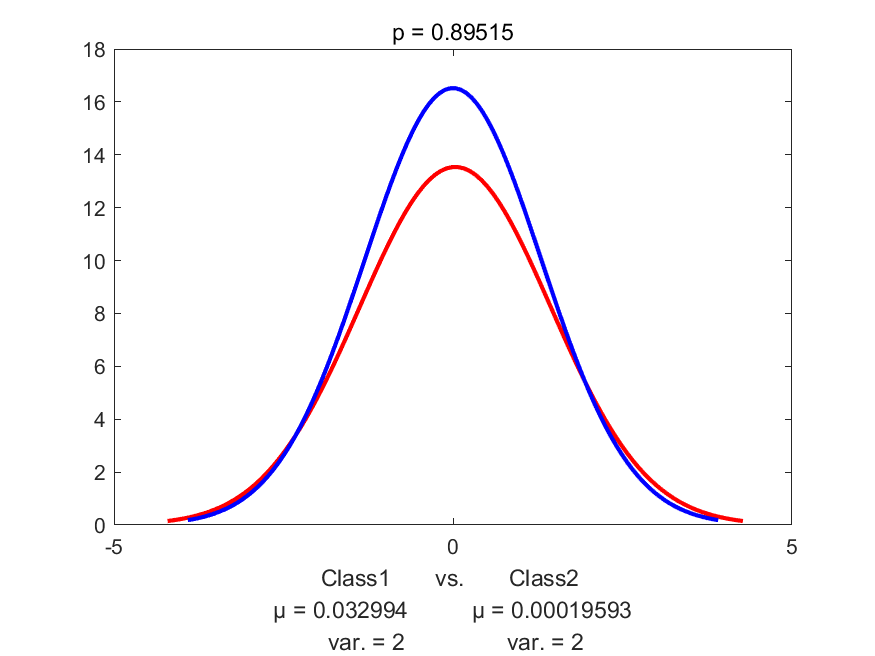 p = 0.89515
18
16
14
12
10
8
6
4
2
0
-5 0 5
Class1 vs. Class2
μ = 0.032994 μ = 0.00019593
var. = 2 var. = 2